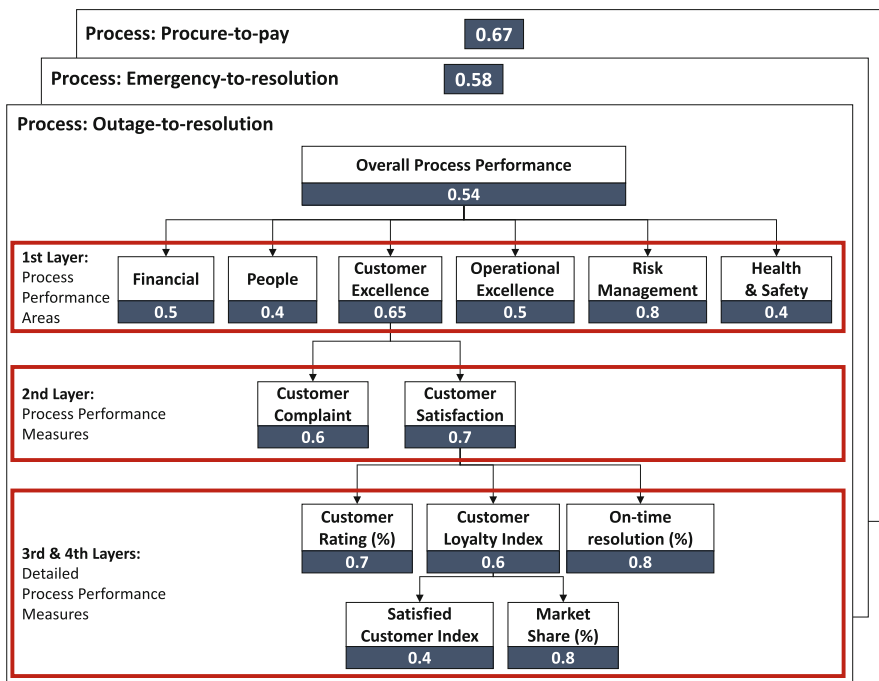 Process: Procure-to-pay 0.67
Process: Emergency-to-resolution 0.58
Process: Outage-to-resolution
Overall Process Performance
0.54
1st Layer:
Process
Performance
Areas
Financial
0.5
People
0.4
Customer
Excellence
0.65
Operational
Excellence
0.5
Risk
Management
0.8
Health
& Safety
0.4
2nd Layer:
Process Performance
Measures
Customer
Complaint
0.6
Customer
Satisfaction
0.7
3rd & 4th Layers:
Detailed
Process Performance
Measures
Customer
Rating (%)
0.7
Customer
Loyalty Index
0.6
On-time
resolution (%)
0.8
Satisfied
Customer Index
0.4
Market
Share (%)
0.8